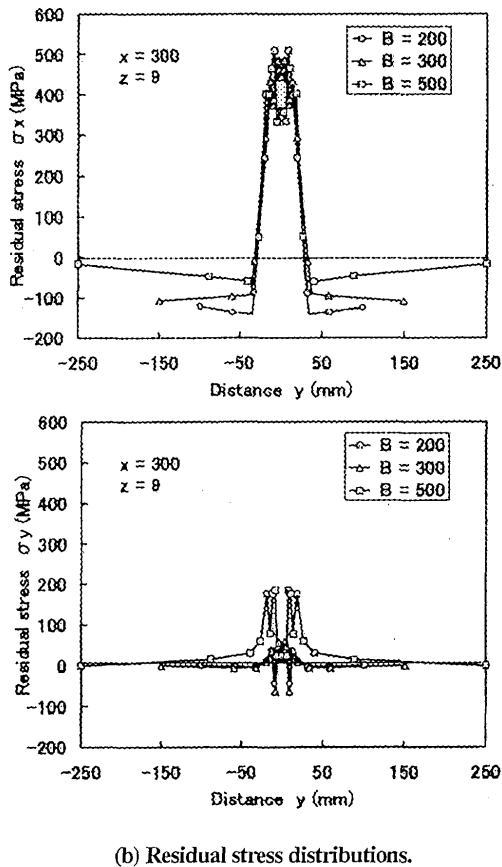 600
500
400
300
200
100
0
−100
−200
Residual stress σx (MPa)
x = 300
z = 9
B = 200
B = 300
B = 500
−250 −150 −50 50 150 250
Distance y (mm)
600
500
400
300
200
100
0
−100
−200
Residual stress σy (MPa)
x = 300
z = 9
B = 200
B = 300
B = 500
−250 −150 −50 50 150 250
Distance y (mm)
(b) Residual stress distributions.